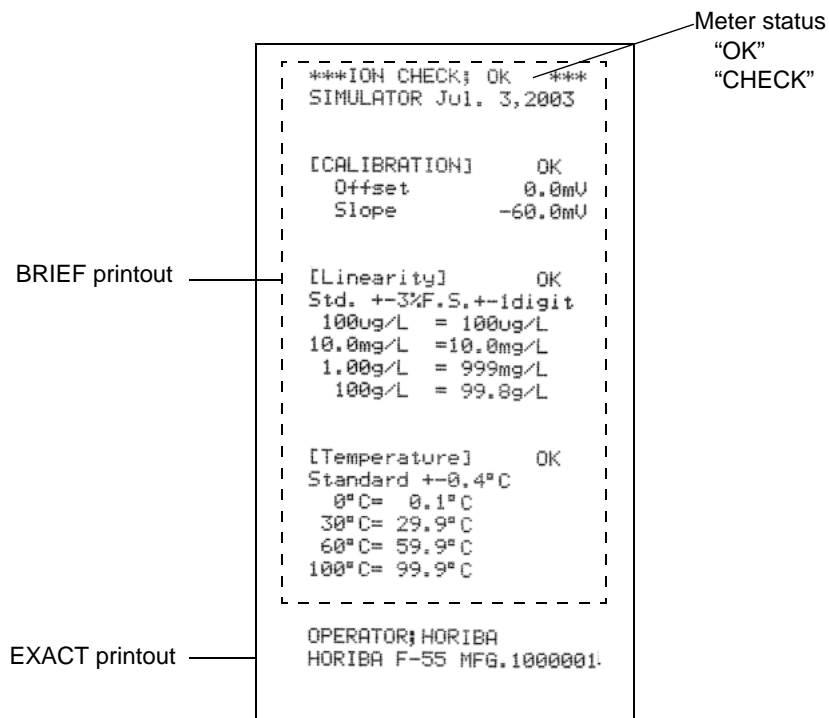 Meter status
“OK”
“CHECK”
***ION CHECK; OK ***
SIMULATOR Jul. 3,2003
[CALIBRATION] OK
Offset 0.0mV
Slope -60.0mV
BRIEF printout
[Linearity] OK
Std. +-3%F.S.+-1digit
100ug/L = 100ug/L
10.0mg/L =10.0mg/L
1.00g/L = 999mg/L
100g/L = 99.8g/L
[Temperature] OK
Standard +-0.4°C
0°C= 0.1°C
30°C= 29.9°C
60°C= 59.9°C
100°C= 99.9°C
OPERATOR;HORIBA
EXACT printout
HORIBA F-55 MFG.1000001